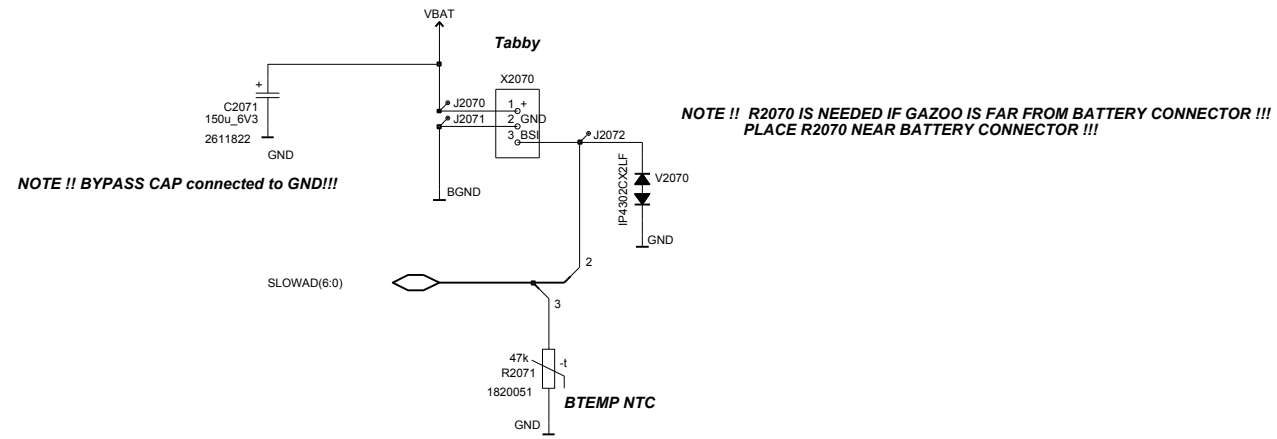 VBAT
Tabby
X2070
+
C2071
150u_6V3
2611822
GND
J2070
J2071
1 +
2 GND
3 BSI
J2072
NOTE !! R2070 IS NEEDED IF GAZOO IS FAR FROM BATTERY CONNECTOR !!!
PLACE R2070 NEAR BATTERY CONNECTOR !!!
NOTE !! BYPASS CAP connected to GND!!!
BGND
IP4302CX2LF
V2070
GND
2
SLOWAD(6:0)
3
47k
-t
R2071
1820051
BTEMP NTC
GND